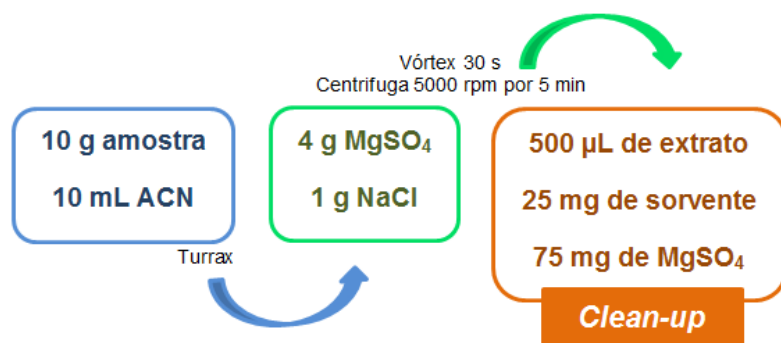 10 g amostra
10 mL ACN
Turrax
4 g MgSO₄
1 g NaCl
Vórtex 30 s
Centrifuga 5000 rpm por 5 min
500 µL de extrato
25 mg de sorvente
75 mg de MgSO₄
Clean-up